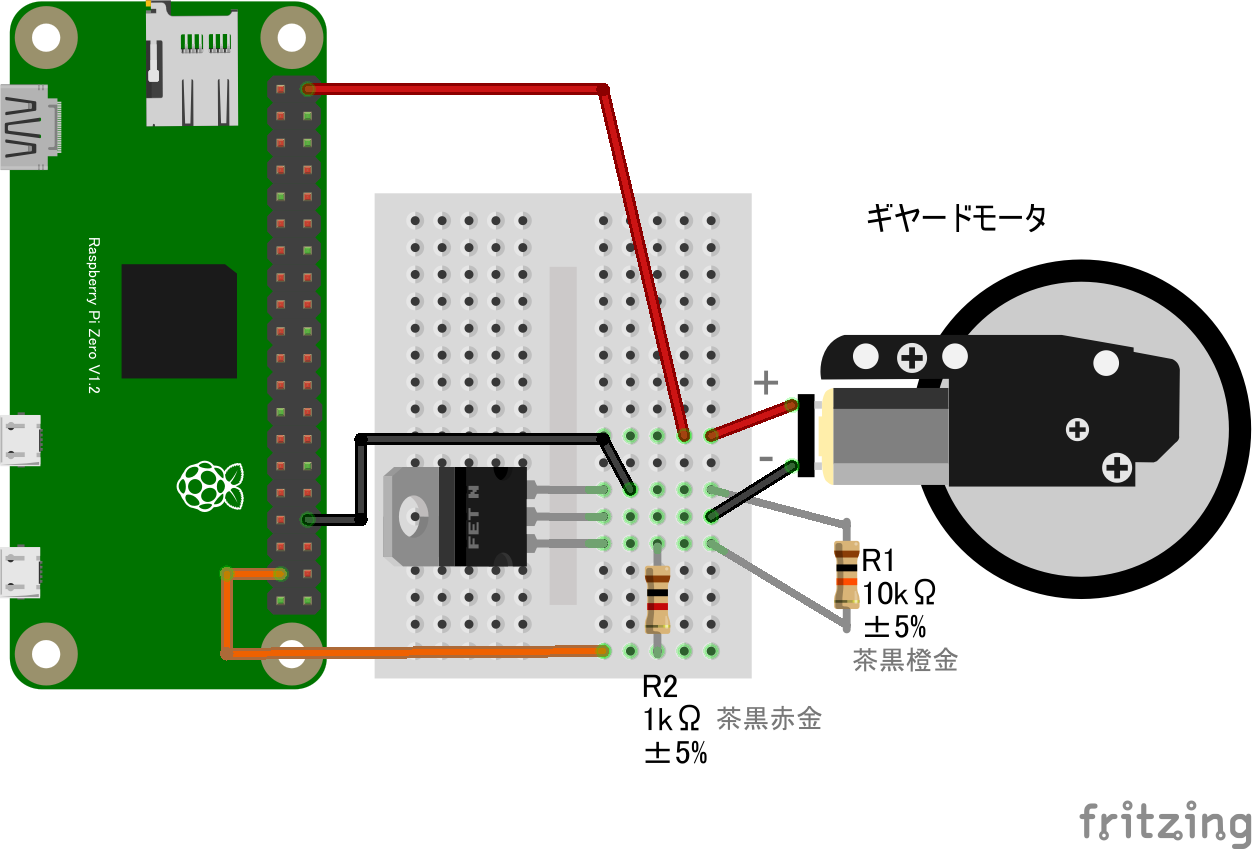 ギヤードモータ
Raspberry Pi Zero V1.2
+
-
FET N
R1
10kΩ
±5%
茶黒橙金
R2
1kΩ 茶黒赤金
±5%
fritzing